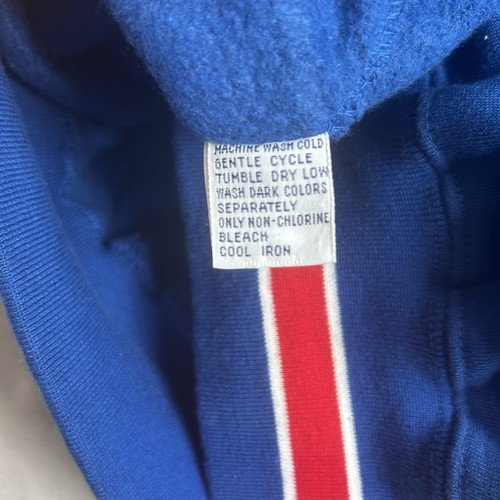 MACHINE WASH COLD
GENTLE CYCLE
TUMBLE DRY LOW
WASH DARK COLORS
SEPARATELY
ONLY NON-CHLORINE
BLEACH
COOL IRON